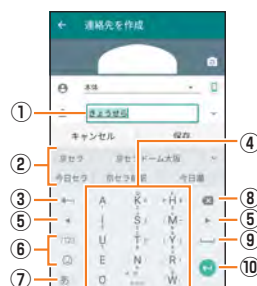 ← 連絡先を作成
本体
① きょうせら
キャンセル 保存
④
② 京セラ 京セラドーム大阪
今日セラ 京セラ前 今日瀬
③ A K H ⑧
⑤ I S M ⑤
⑥ U T Y ⑨
E N R
⑦ あ O W ⑩